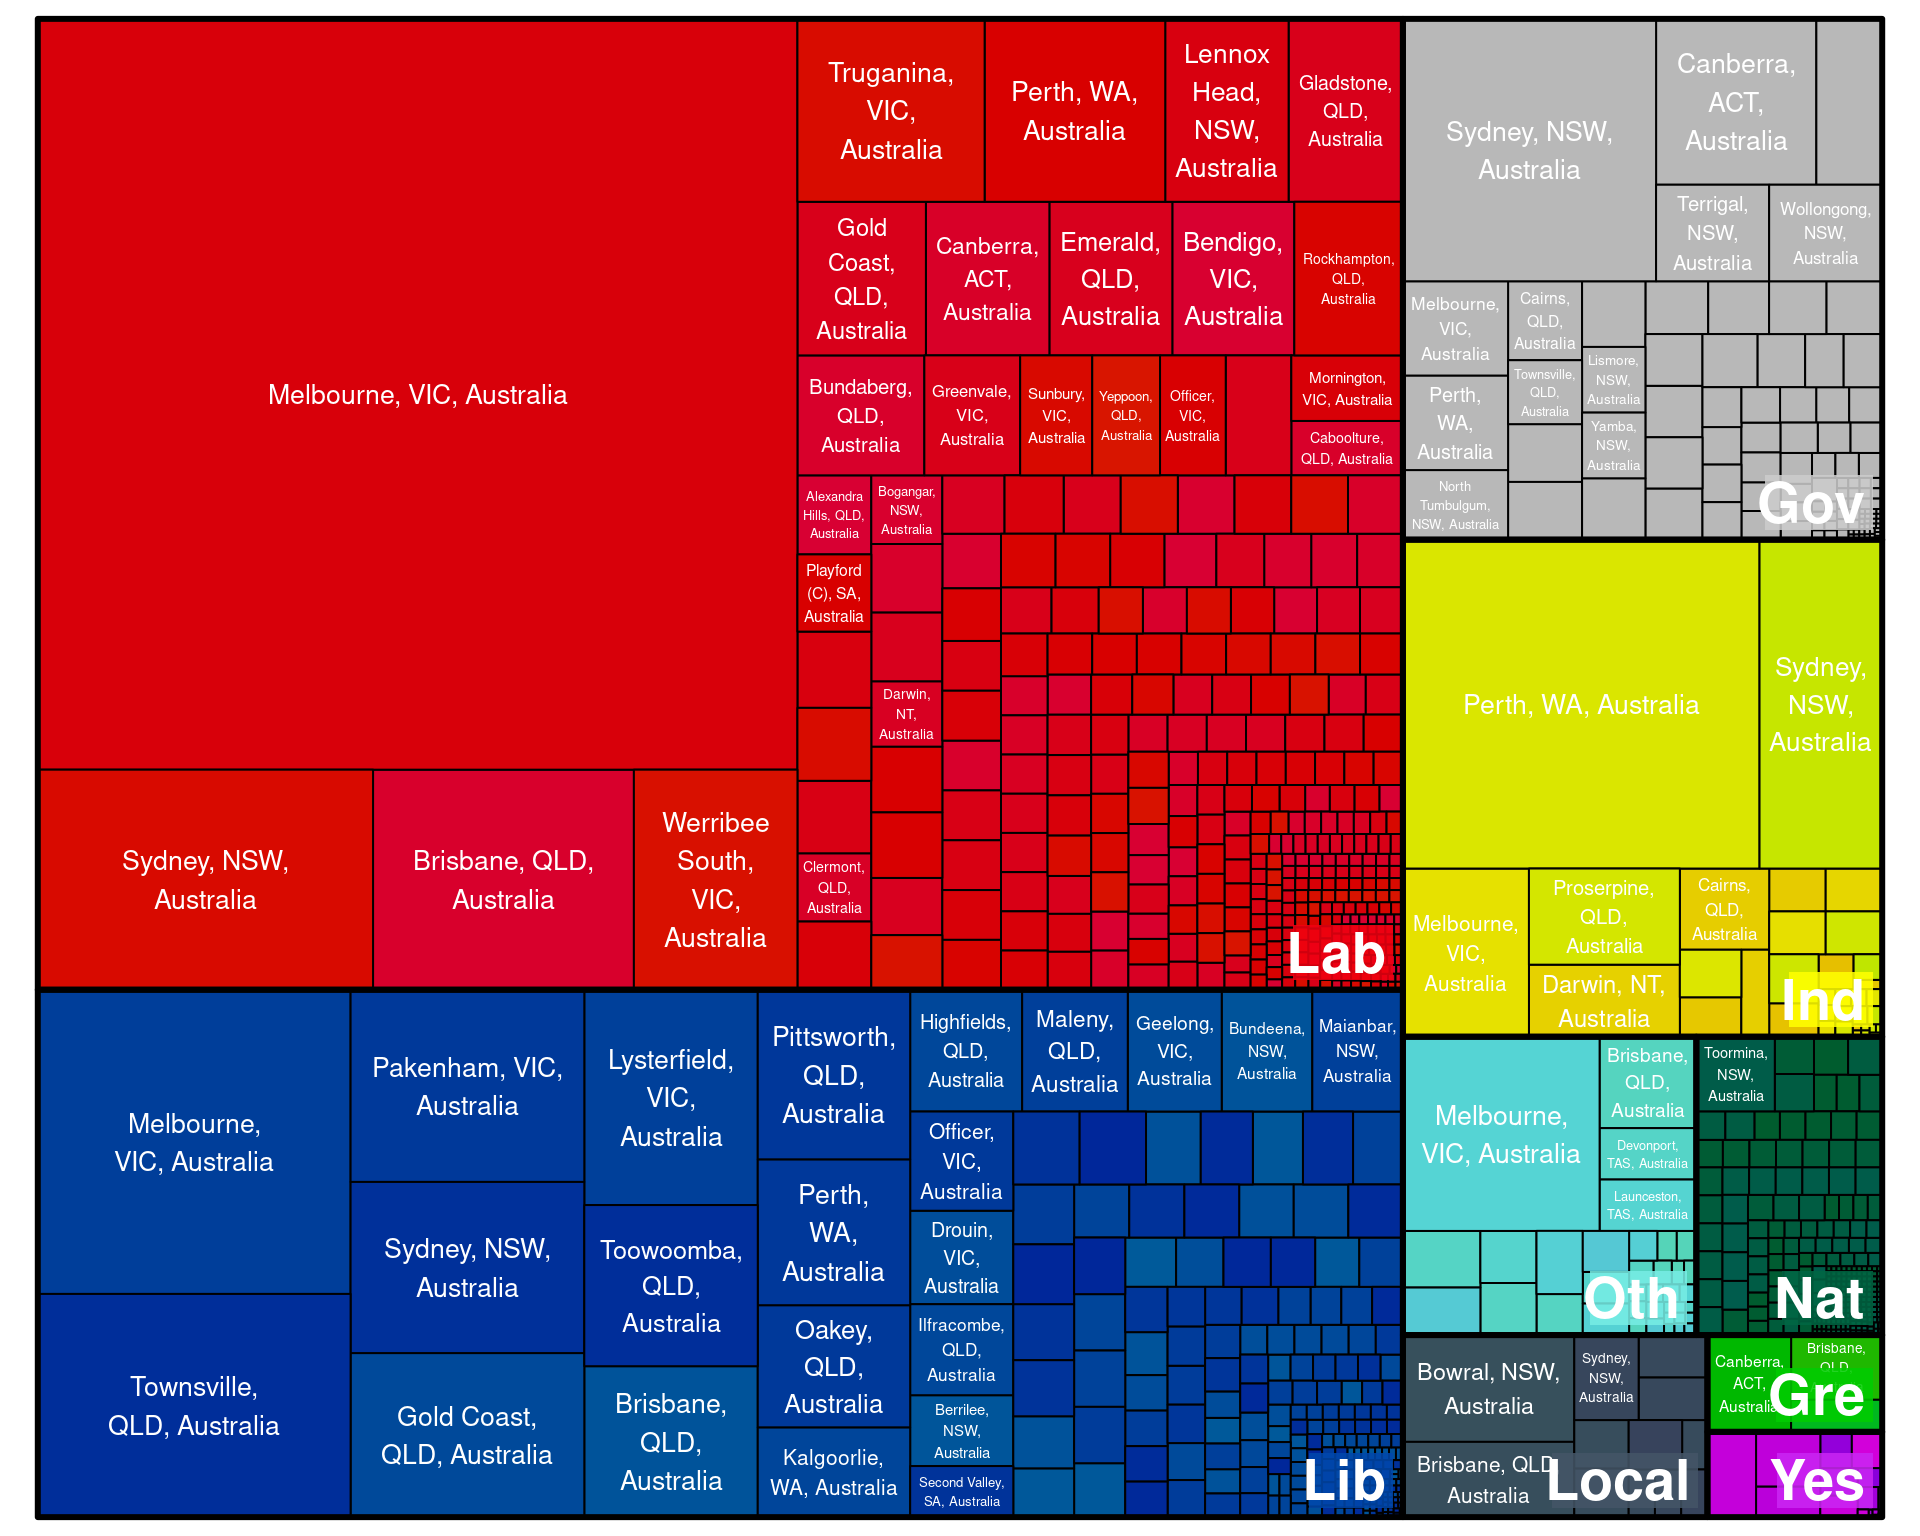 Melbourne, VIC, Australia
Sydney, NSW,
Australia
Brisbane, QLD,
Australia
Werribee
South,
VIC,
Australia
Truganina,
VIC,
Australia
Perth, WA,
Australia
Lennox
Head,
NSW,
Australia
Gladstone,
QLD,
Australia
Gold
Coast,
QLD,
Australia
Canberra,
ACT,
Australia
Emerald,
QLD,
Australia
Bendigo,
VIC,
Australia
Rockhampton,
QLD,
Australia
Bundaberg,
QLD,
Australia
Greenvale,
VIC,
Australia
Sunbury,
VIC,
Australia
Yeppoon,
QLD,
Australia
Officer,
VIC,
Australia
Mornington,
VIC, Australia
Caboolture,
QLD, Australia
Alexandra
Hills, QLD,
Australia
Bogangar,
NSW,
Australia
Playford
(C), SA,
Australia
Darwin,
NT,
Australia
Clermont,
QLD,
Australia
Lab
Melbourne,
VIC, Australia
Townsville,
QLD, Australia
Pakenham, VIC,
Australia
Sydney, NSW,
Australia
Gold Coast,
QLD, Australia
Lysterfield,
VIC,
Australia
Toowoomba,
QLD,
Australia
Brisbane,
QLD,
Australia
Pittsworth,
QLD,
Australia
Perth,
WA,
Australia
Oakey,
QLD,
Australia
Kalgoorlie,
WA, Australia
Highfields,
QLD,
Australia
Maleny,
QLD,
Australia
Geelong,
VIC,
Australia
Bundeena,
NSW,
Australia
Maianbar,
NSW,
Australia
Officer,
VIC,
Australia
Drouin,
VIC,
Australia
Ilfracombe,
QLD,
Australia
Berrilee,
NSW,
Australia
Second Valley,
SA, Australia
Lib
Sydney, NSW,
Australia
Canberra,
ACT,
Australia
Terrigal,
NSW,
Australia
Wollongong,
NSW,
Australia
Melbourne,
VIC,
Australia
Perth,
WA,
Australia
North
Tumbulgum,
NSW, Australia
Cairns,
QLD,
Australia
Townsville,
QLD,
Australia
Lismore,
NSW,
Australia
Yamba,
NSW,
Australia
Gov
Perth, WA, Australia
Sydney,
NSW,
Australia
Melbourne,
VIC,
Australia
Proserpine,
QLD,
Australia
Darwin, NT,
Australia
Cairns,
QLD,
Australia
Ind
Melbourne,
VIC, Australia
Brisbane,
QLD,
Australia
Devonport,
TAS, Australia
Launceston,
TAS, Australia
Oth
Toormina,
NSW,
Australia
Nat
Bowral, NSW,
Australia
Brisbane, QLD,
Australia
Sydney,
NSW,
Australia
Local
Canberra,
ACT,
Australia
Brisbane,
QLD
Gre
Yes